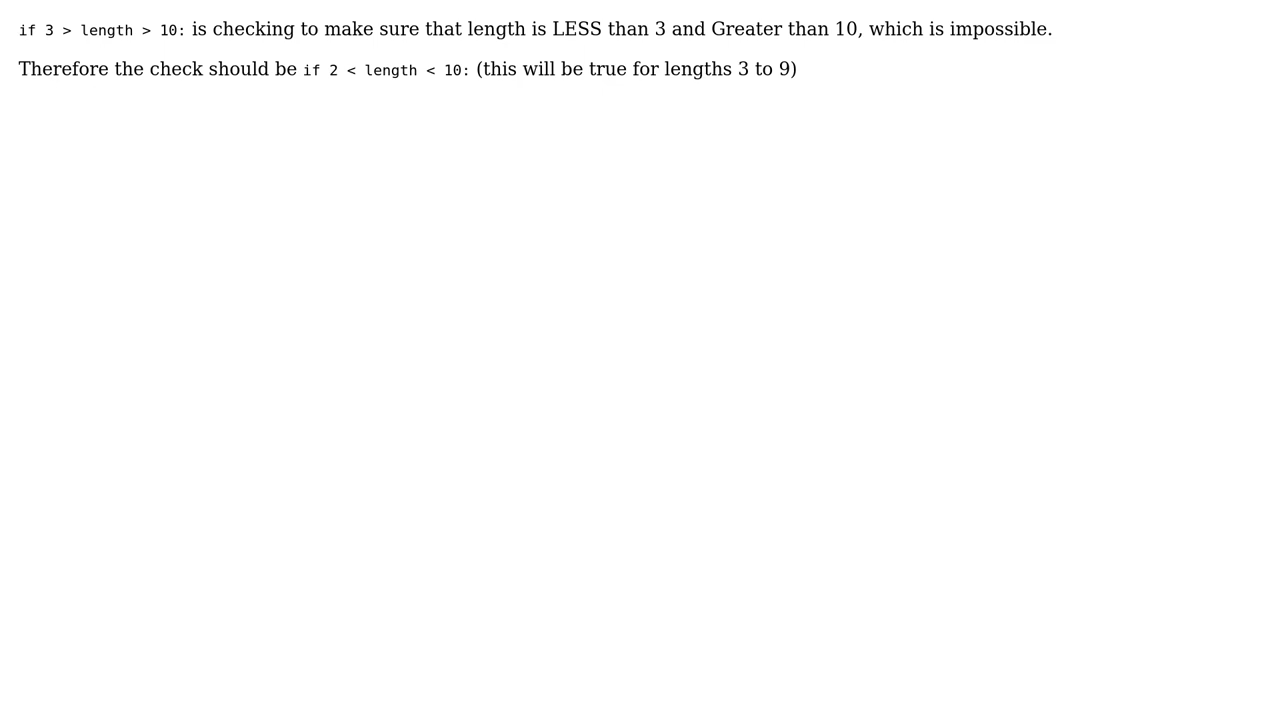 if 3 > length > 10: is checking to make sure that length is LESS than 3 and Greater than 10, which is impossible.
Therefore the check should be if 2 < length < 10: (this will be true for lengths 3 to 9)